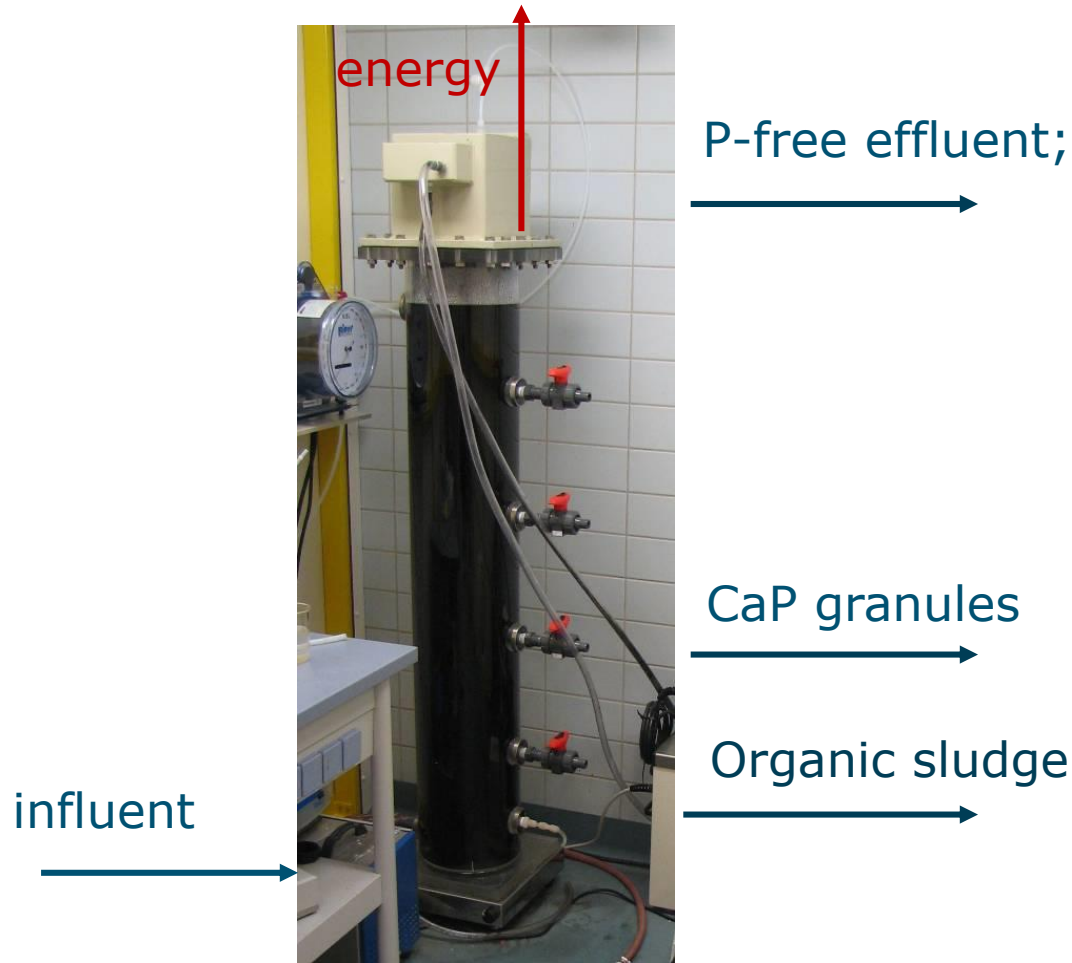 energy
P-free effluent;
CaP granules
Organic sludge
influent